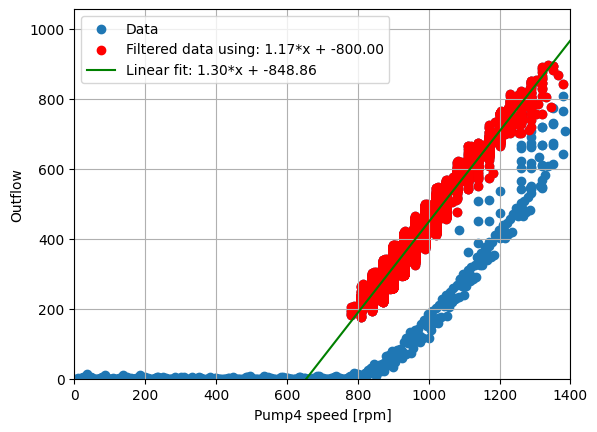 Data
Filtered data using: 1.17*x + -800.00
Linear fit: 1.30*x + -848.86
1000
800
600
400
200
0
Outflow
0 200 400 600 800 1000 1200 1400
Pump4 speed [rpm]